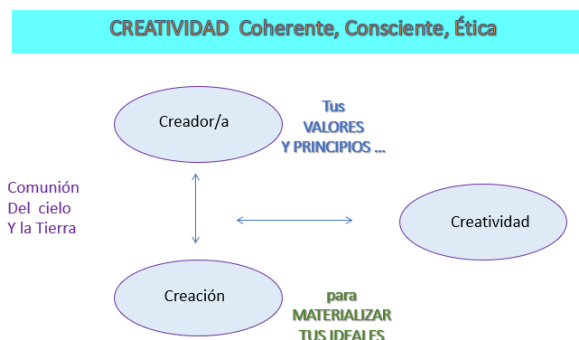 CREATIVIDAD Coherente, Consciente, Ética
Creador/a
Tus
VALORES
Y PRINCIPIOS ...
Comunión
Del cielo
Y la Tierra
Creatividad
Creación
para
MATERIALIZAR
TUS IDEALES